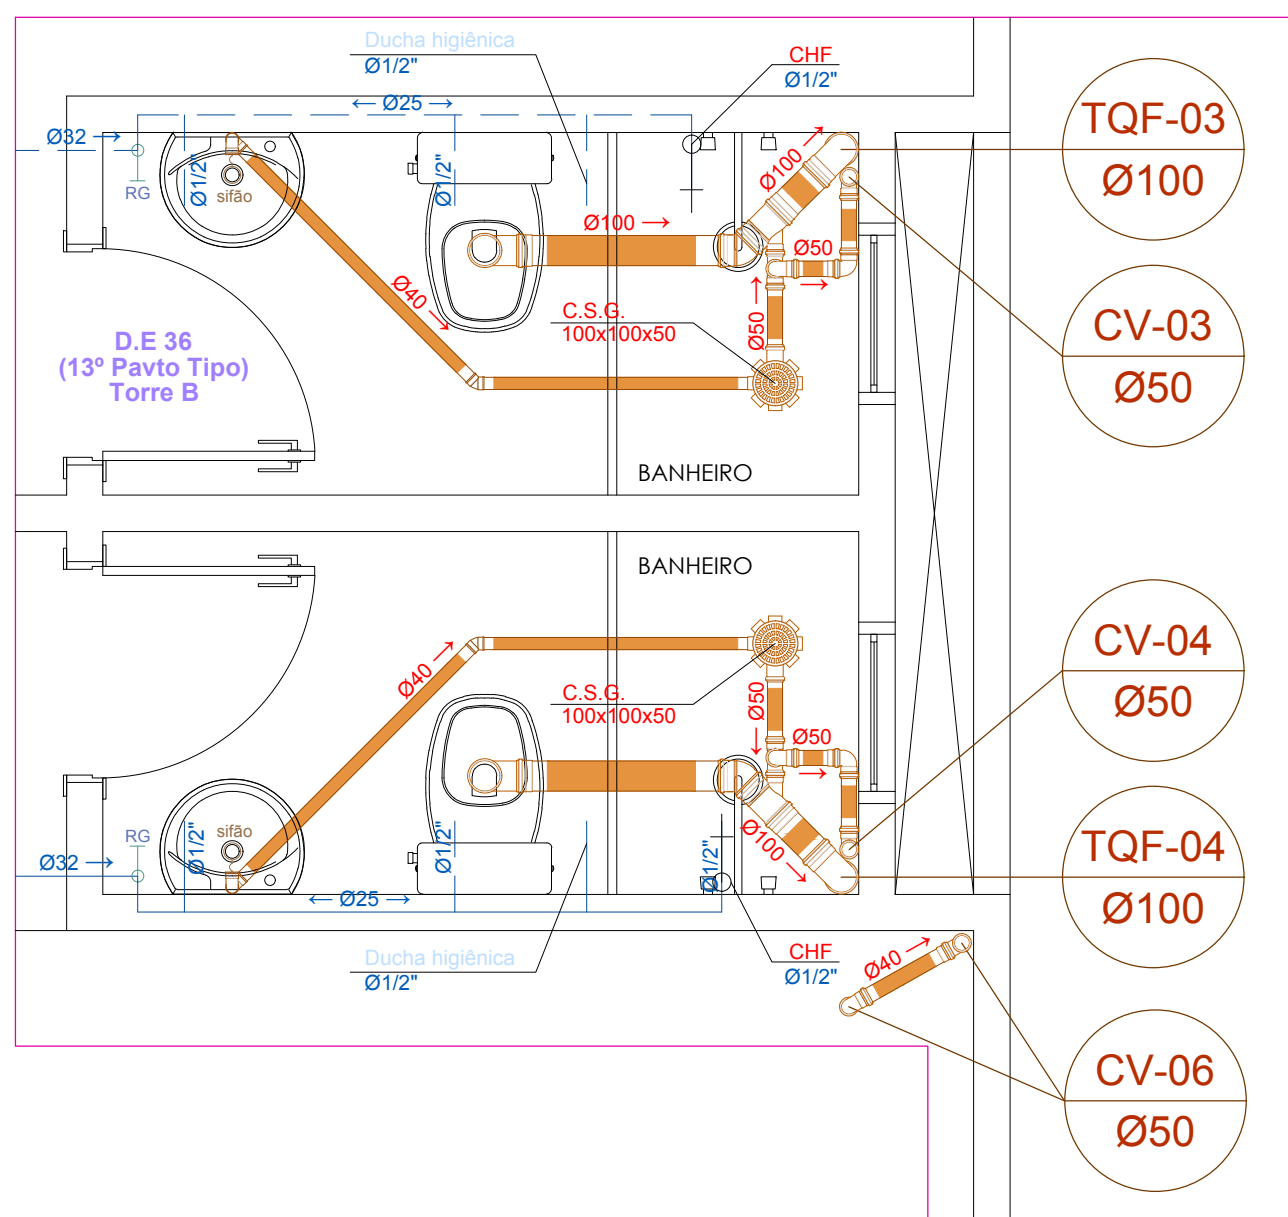 Ducha higiênica
Ø1/2"
CHF
Ø1/2"
← Ø25 →
Ø32 →
RG
Ø1/2"
sifão
Ø1/2"
Ø100 →
Ø100 →
Ø50
→
Ø40 →
C.S.G.
100x100x50
Ø50 →
TQF-03
Ø100
CV-03
Ø50
D.E 36
(13º Pavto Tipo)
Torre B
BANHEIRO
BANHEIRO
Ø40 →
C.S.G.
100x100x50
← Ø50
Ø50
→
CV-04
Ø50
RG
Ø1/2"
sifão
Ø1/2"
Ø100 →
Ø1/2"
Ø32 →
← Ø25 →
TQF-04
Ø100
Ducha higiênica
Ø1/2"
CHF
Ø1/2"
Ø40 →
CV-06
Ø50